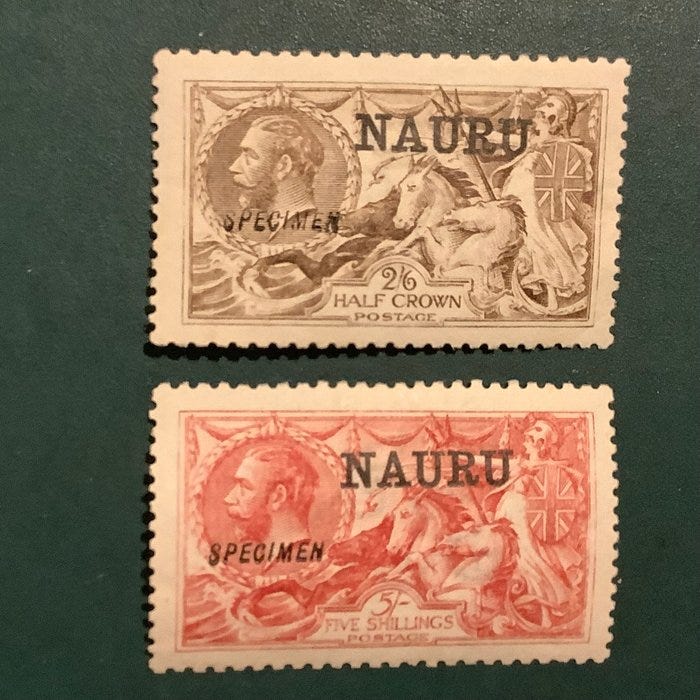 NAURU
SPECIMEN
2/6
HALF CROWN
POSTAGE
NAURU
SPECIMEN
5/-
FIVE SHILLINGS
POSTAGE